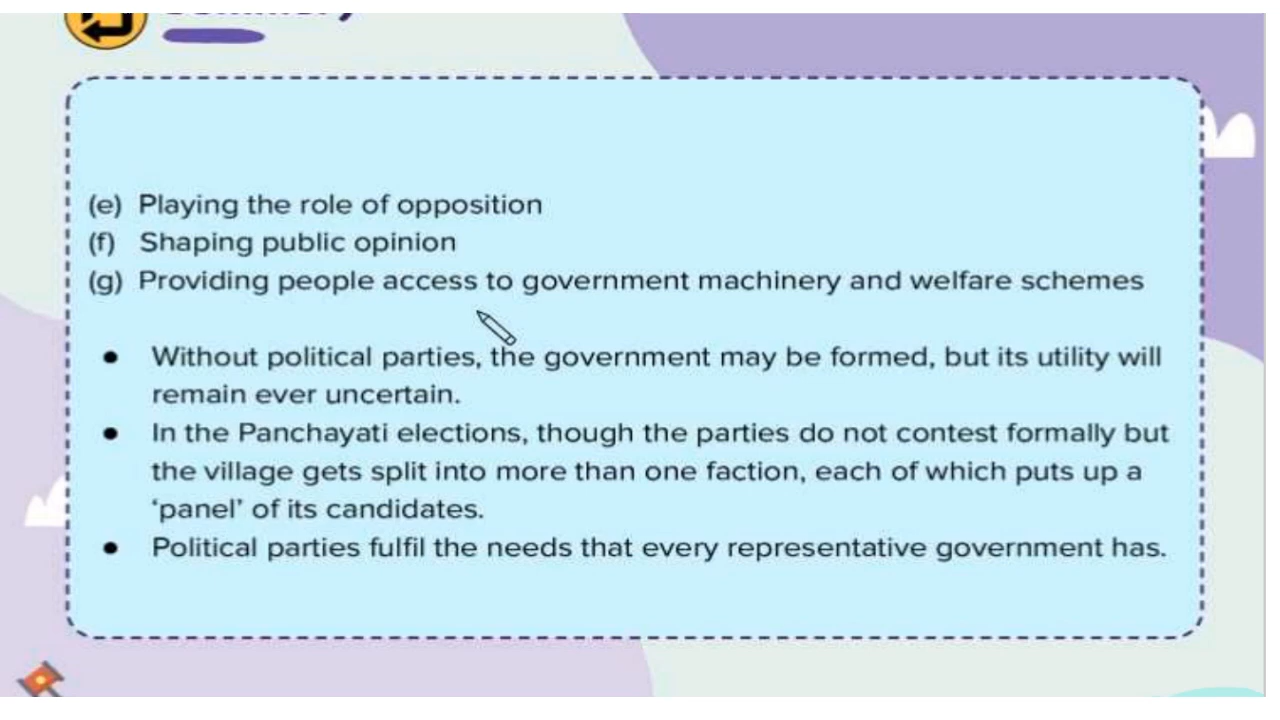 (e) Playing the role of opposition
(f) Shaping public opinion
(g) Providing people access to government machinery and welfare schemes
● Without political parties, the government may be formed, but its utility will
remain ever uncertain.
● In the Panchayati elections, though the parties do not contest formally but
the village gets split into more than one faction, each of which puts up a
‘panel’ of its candidates.
● Political parties fulfil the needs that every representative government has.